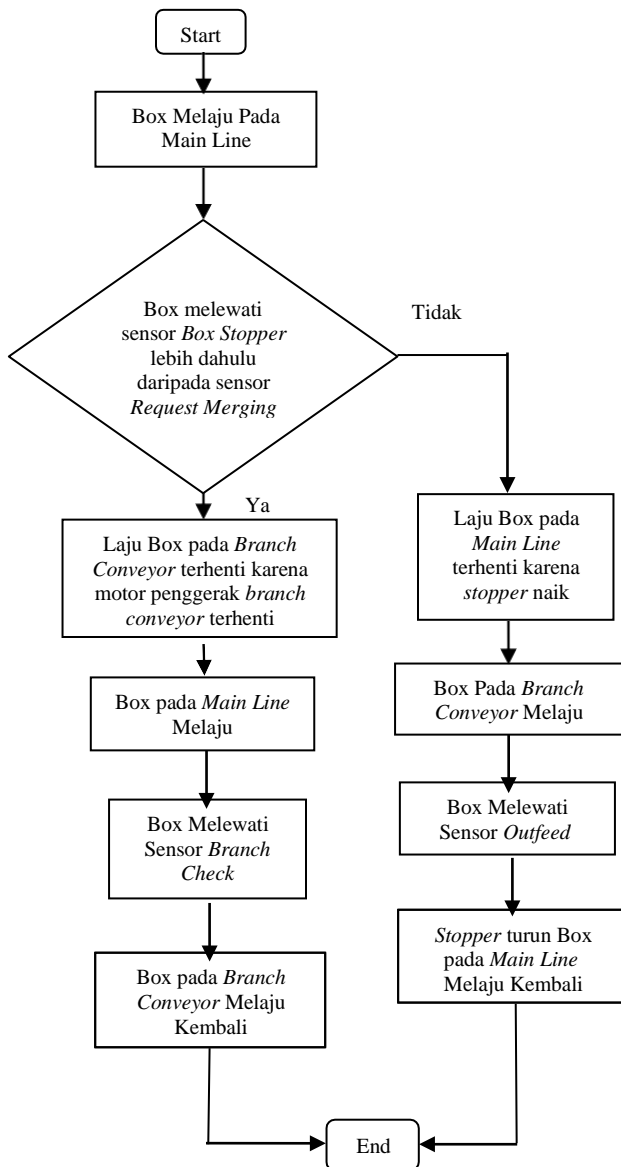 Start
Box Melaju Pada
Main Line
Box melewati
sensor Box Stopper
lebih dahulu
daripada sensor
Request Merging
Tidak
Ya
Laju Box pada Branch
Conveyor terhenti karena
motor penggerak branch
conveyor terhenti
Box pada Main Line
Melaju
Box Melewati
Sensor Branch
Check
Box pada Branch
Conveyor Melaju
Kembali
Laju Box pada
Main Line
terhenti karena
stopper naik
Box Pada Branch
Conveyor Melaju
Box Melewati
Sensor Outfeed
Stopper turun Box
pada Main Line
Melaju Kembali
End